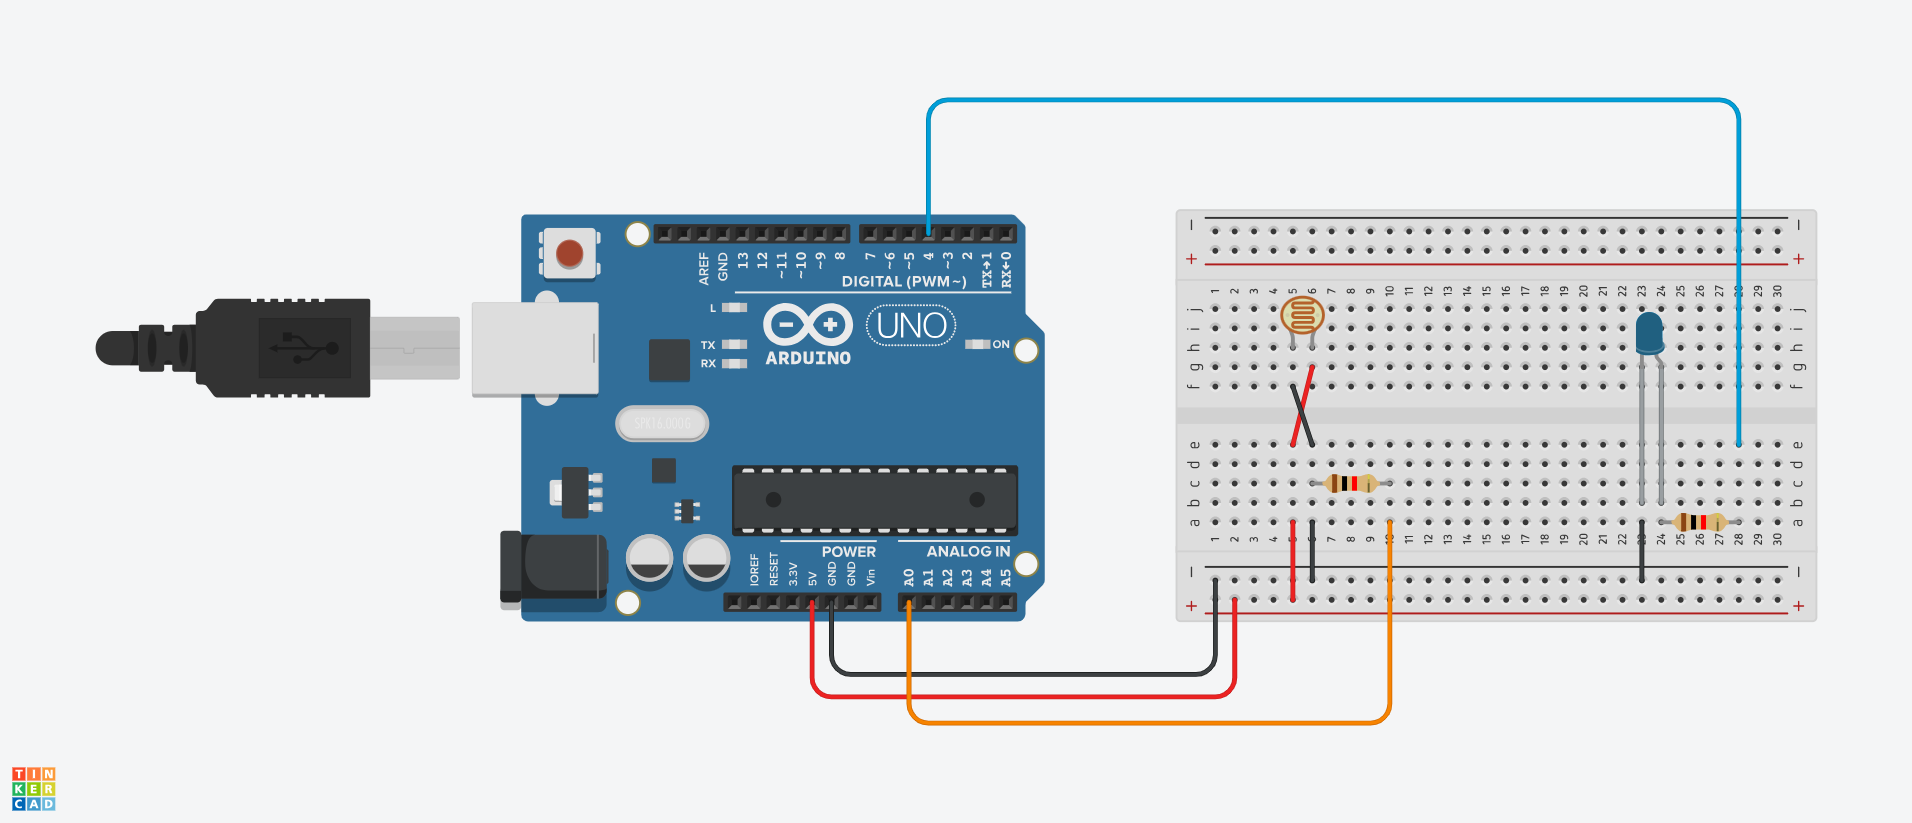 AREF
GND
13
12
~11
~10
~9
8
7
~6
~5
4
~3
2
TX→1
RX←0
DIGITAL (PWM~)
L
TX
RX
ARDUINO
UNO
ON
SPK16.000G
POWER
ANALOG IN
IOREF
RESET
3.3V
5V
GND
GND
Vin
A0
A1
A2
A3
A4
A5
− −
+ +
1 2 3 4 5 6 7 8 9 10 11 12 13 14 15 16 17 18 19 20 21 22 23 24 25 26 27 28 29 30
j j
i i
h h
g g
f f
e e
d d
c c
b b
a a
1 2 3 4 5 6 7 8 9 10 11 12 13 14 15 16 17 18 19 20 21 22 23 24 25 26 27 28 29 30
− −
+ +
TIN
KER
CAD